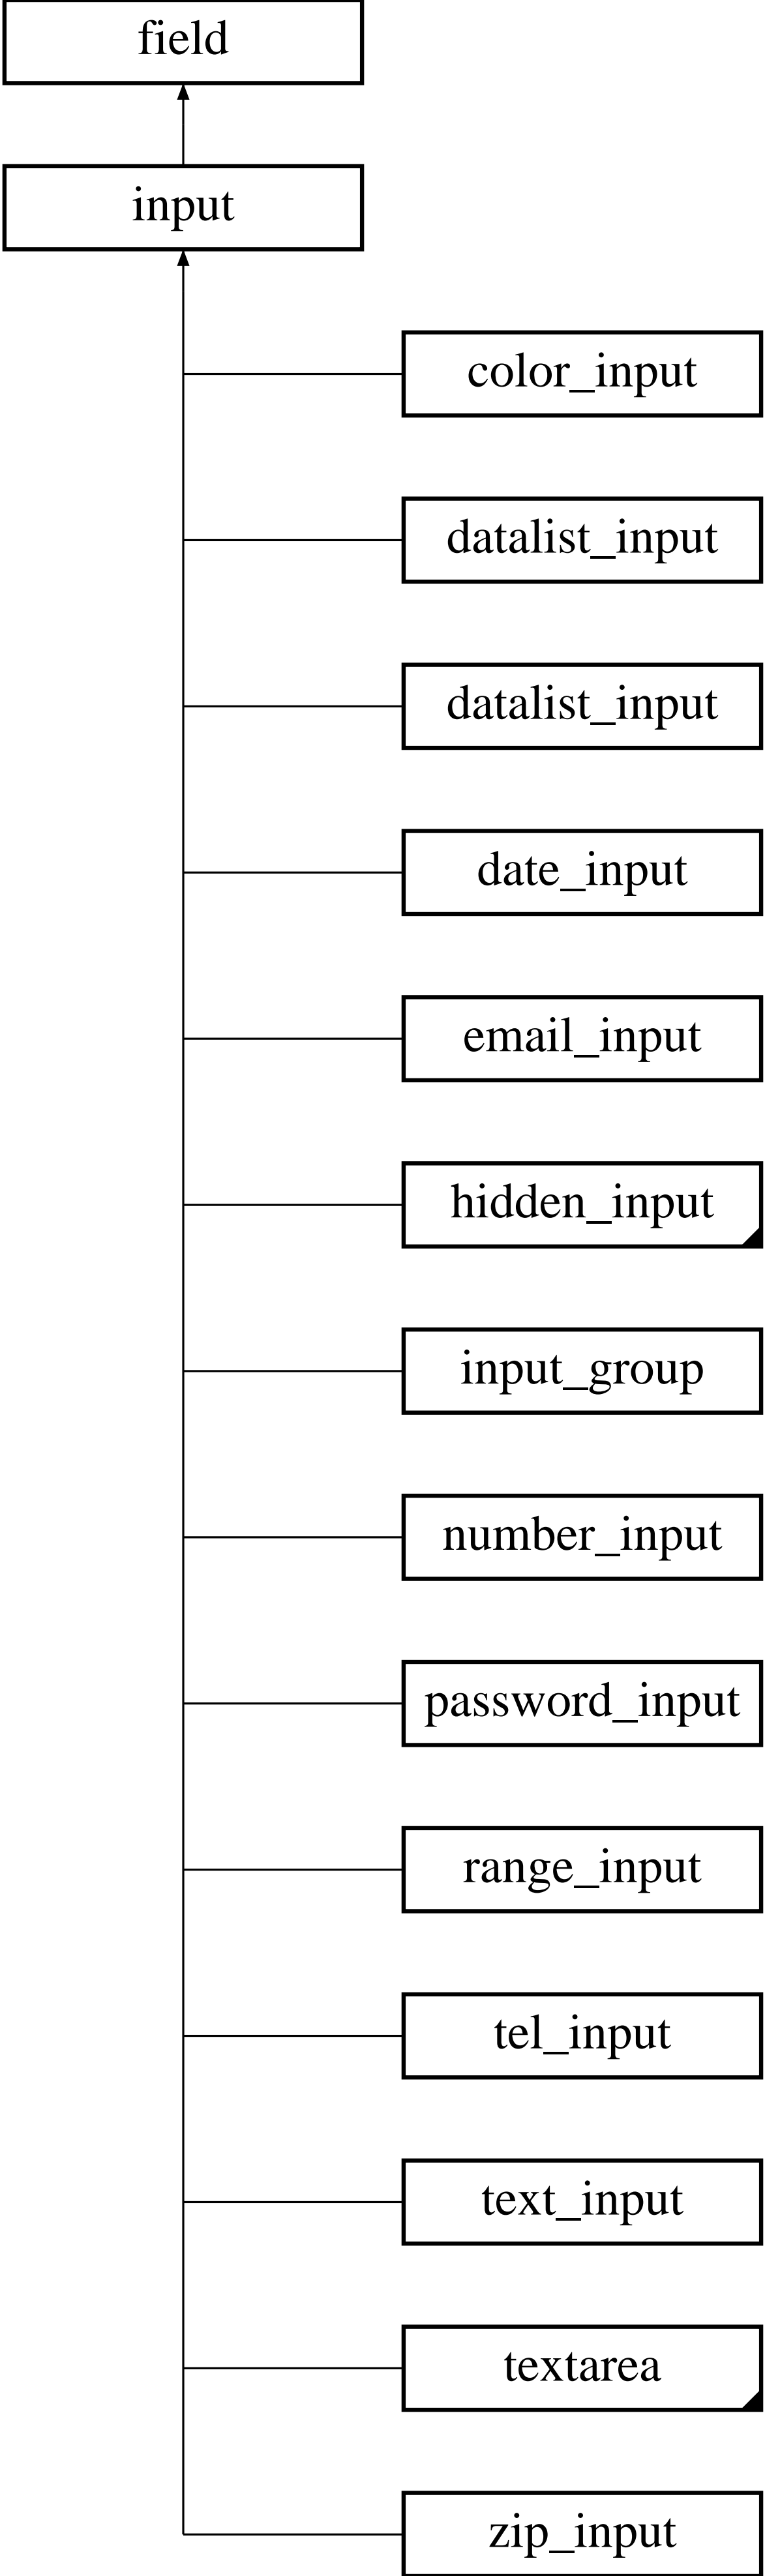 field
input
color_input
datalist_input
datalist_input
date_input
email_input
hidden_input
input_group
number_input
password_input
range_input
tel_input
text_input
textarea
zip_input